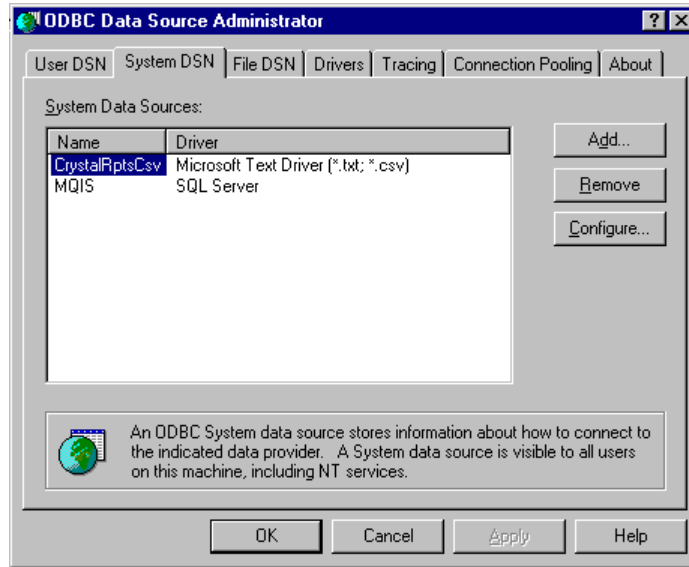 ODBC Data Source Administrator
User DSN System DSN File DSN Drivers Tracing Connection Pooling About
System Data Sources:
Name Driver
CrystalRptsCsv Microsoft Text Driver (*.txt; *.csv)
MQIS SQL Server
Add...
Remove
Configure...
An ODBC System data source stores information about how to connect to
the indicated data provider. A System data source is visible to all users
on this machine, including NT services.
OK Cancel Apply Help